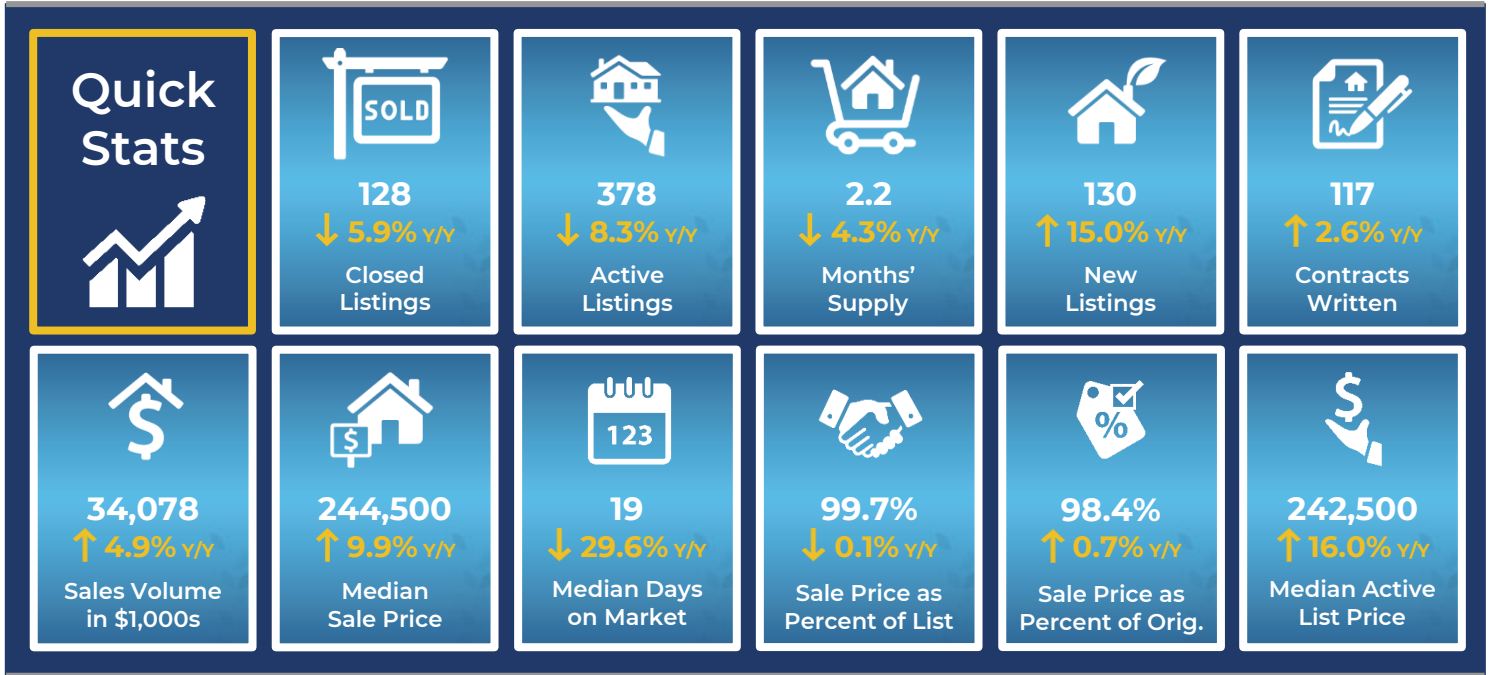 Quick
Stats
SOLD
128
↓ 5.9% Y/Y
Closed
Listings
378
↓ 8.3% Y/Y
Active
Listings
2.2
↓ 4.3% Y/Y
Months’
Supply
130
↑ 15.0% Y/Y
New
Listings
117
↑ 2.6% Y/Y
Contracts
Written
$
34,078
↑ 4.9% Y/Y
Sales Volume
in $1,000s
$
244,500
↑ 9.9% Y/Y
Median
Sale Price
123
19
↓ 29.6% Y/Y
Median Days
on Market
99.7%
↓ 0.1% Y/Y
Sale Price as
Percent of List
%
98.4%
↑ 0.7% Y/Y
Sale Price as
Percent of Orig.
$
242,500
↑ 16.0% Y/Y
Median Active
List Price